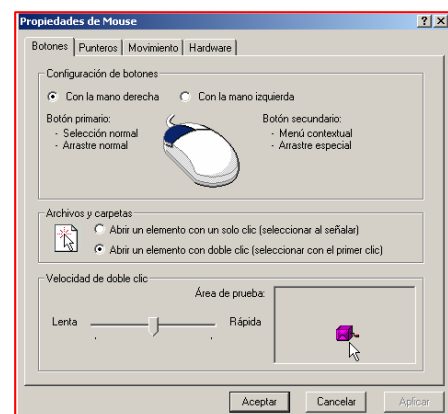 Propiedades de Mouse
Botones Punteros Movimiento Hardware
Configuración de botones
Con la mano derecha Con la mano izquierda
Botón primario:
- Selección normal
- Arrastre normal
Botón secundario:
- Menú contextual
- Arrastre especial
Archivos y carpetas
Abrir un elemento con un solo clic (seleccionar al señalar)
Abrir un elemento con doble clic (seleccionar con el primer clic)
Velocidad de doble clic
Área de prueba:
Lenta Rápida
Aceptar Cancelar Aplicar